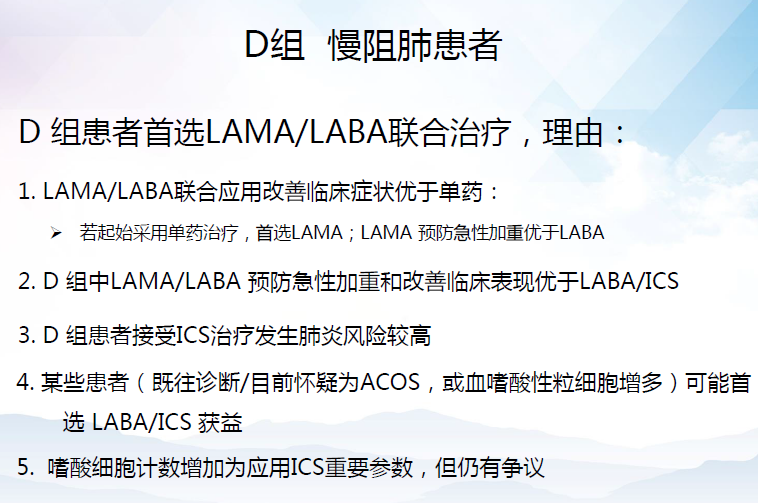 D组 慢阻肺患者
D 组患者首选LAMA/LABA联合治疗，理由：
1. LAMA/LABA联合应用改善临床症状优于单药：
➢ 若起始采用单药治疗，首选LAMA；LAMA 预防急性加重优于LABA
2. D 组中LAMA/LABA 预防急性加重和改善临床表现优于LABA/ICS
3. D 组患者接受ICS治疗发生肺炎风险较高
4. 某些患者（既往诊断/目前怀疑为ACOS，或血嗜酸性粒细胞增多）可能首
选 LABA/ICS 获益
5. 嗜酸细胞计数增加为应用ICS重要参数，但仍有争议